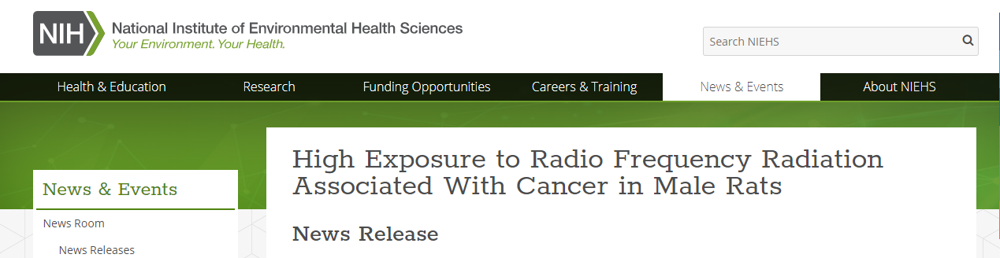 NIH National Institute of Environmental Health Sciences
Your Environment. Your Health.
Search NIEHS
Health & Education Research Funding Opportunities Careers & Training News & Events About NIEHS
High Exposure to Radio Frequency Radiation
Associated With Cancer in Male Rats
News Release
News & Events
News Room
News Releases